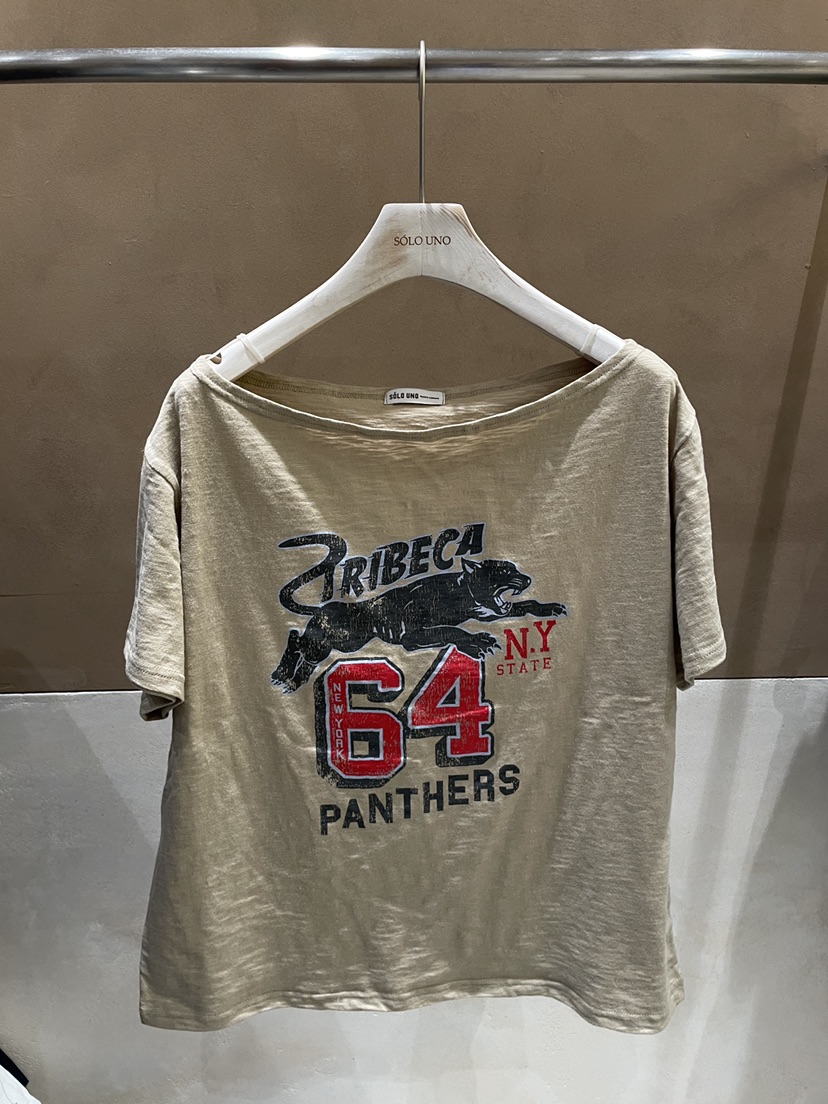 SÓLO UNO
SÓLO UNO
TRIBECA
N.Y
STATE
64
NEW YORK
PANTHERS